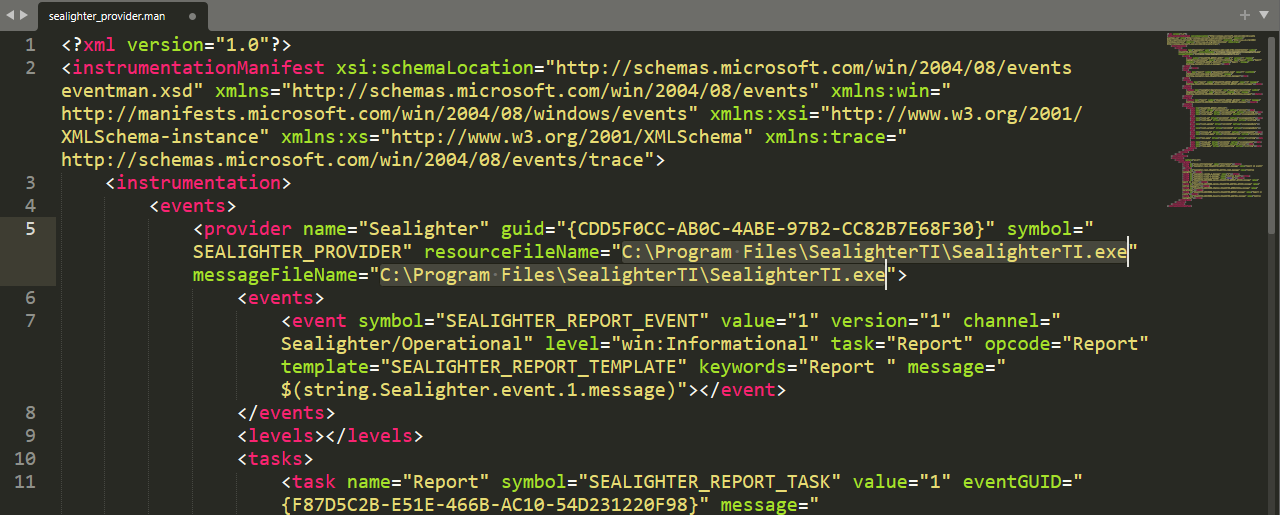 sealighter_provider.man
1 <?xml version="1.0"?>
2 <instrumentationManifest xsi:schemaLocation="http://schemas.microsoft.com/win/2004/08/events
eventman.xsd" xmlns="http://schemas.microsoft.com/win/2004/08/events" xmlns:win="
http://manifests.microsoft.com/win/2004/08/windows/events" xmlns:xsi="http://www.w3.org/2001/
XMLSchema-instance" xmlns:xs="http://www.w3.org/2001/XMLSchema" xmlns:trace="
http://schemas.microsoft.com/win/2004/08/events/trace">
3 <instrumentation>
4 <events>
5 <provider name="Sealighter" guid="{CDD5F0CC-AB0C-4ABE-97B2-CC82B7E68F30}" symbol="
SEALIGHTER_PROVIDER" resourceFileName="C:\Program Files\SealighterTI\SealighterTI.exe"
messageFileName="C:\Program Files\SealighterTI\SealighterTI.exe">
6 <events>
7 <event symbol="SEALIGHTER_REPORT_EVENT" value="1" version="1" channel="
Sealighter/Operational" level="win:Informational" task="Report" opcode="Report"
template="SEALIGHTER_REPORT_TEMPLATE" keywords="Report " message="
$(string.Sealighter.event.1.message)"></event>
8 </events>
9 <levels></levels>
10 <tasks>
11 <task name="Report" symbol="SEALIGHTER_REPORT_TASK" value="1" eventGUID="
{F87D5C2B-E51E-466B-AC10-54D231220F98}" message="